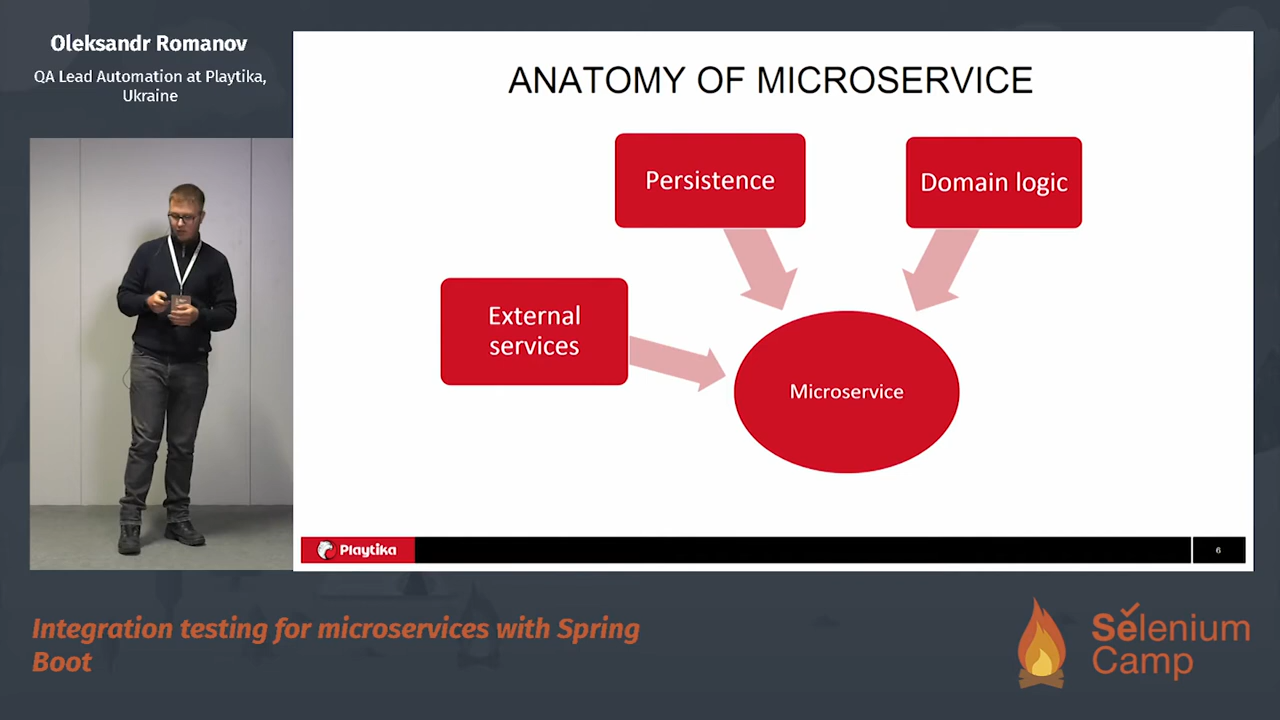 Oleksandr Romanov
QA Lead Automation at Playtika,
Ukraine
ANATOMY OF MICROSERVICE
Persistence
Domain logic
External
services
Microservice
Playtika
6
Integration testing for microservices with Spring
Boot
Selenium
Camp